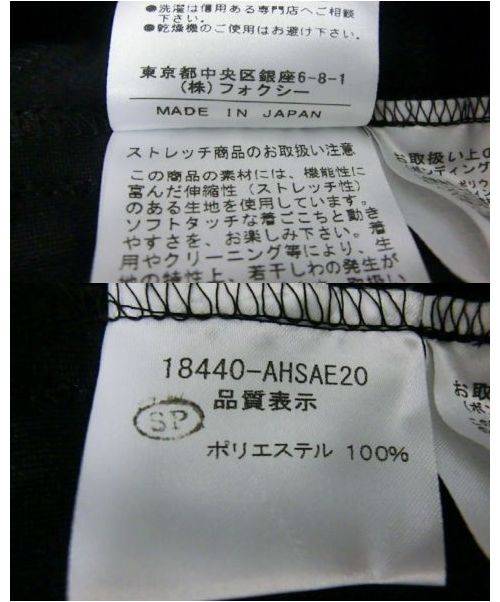 ●洗濯は信用ある専門店へご相談
下さい。
●乾燥機のご使用はお避け下さい。
東京都中央区銀座6-8-1
(株)フォクシー
MADE IN JAPAN
ストレッチ商品のお取扱い注意
この商品の素材には、機能性に
富んだ伸縮性(ストレッチ性)
のある生地を使用しています。
ソフトタッチな着ごこちと動き
やすさを、お楽しみ下さい。着
用やクリーニング等により、生
地の特性上、若干しわの発生が
お取扱い上の
18440-AHSAE20
品質表示
SP
ポリエステル 100%
お取